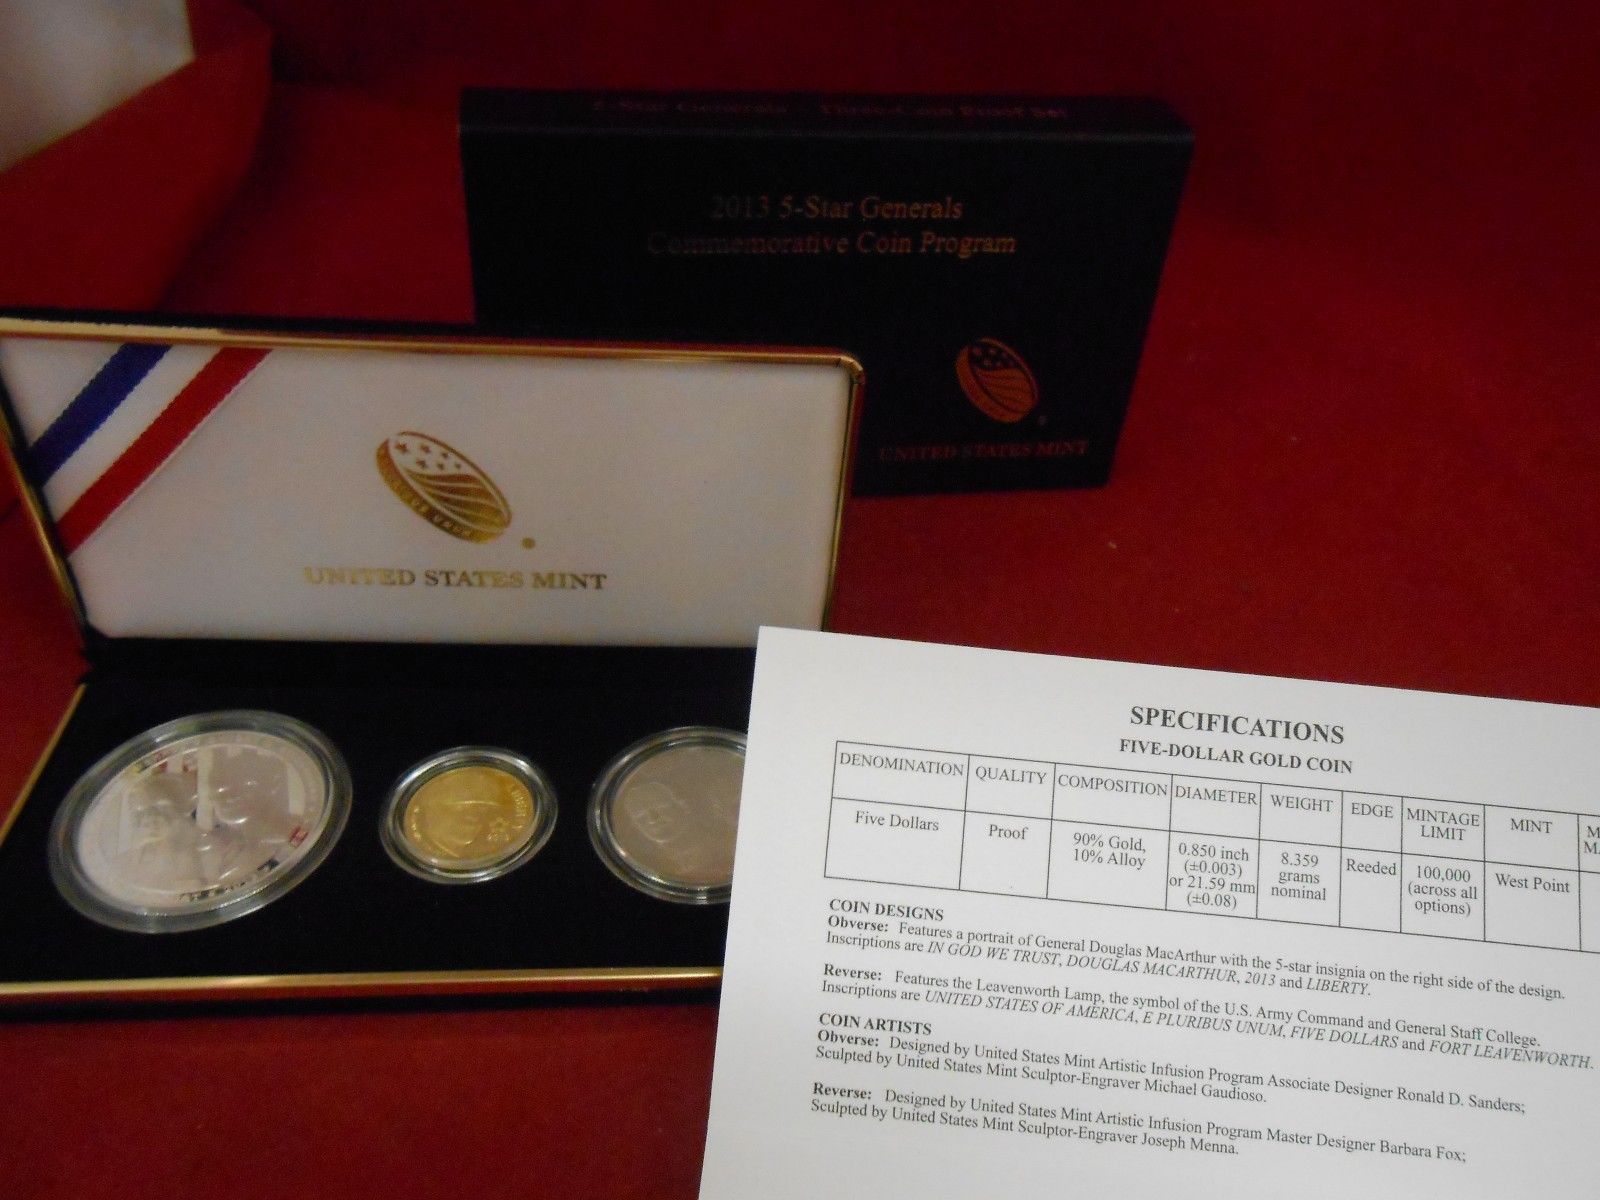 5-Star Generals - Three-Coin Proof Set
2013 5-Star Generals
Commemorative Coin Program
UNITED STATES MINT
UNITED STATES MINT
LIBERTY
SPECIFICATIONS
FIVE-DOLLAR GOLD COIN
DENOMINATION QUALITY COMPOSITION DIAMETER WEIGHT EDGE MINTAGE LIMIT MINT
Five Dollars Proof 90% Gold, 10% Alloy 0.850 inch (±0.003) or 21.59 mm (±0.08) 8.359 grams nominal Reeded 100,000 (across all options) West Point
COIN DESIGNS
Obverse: Features a portrait of General Douglas MacArthur with the 5-star insignia on the right side of the design.
Inscriptions are IN GOD WE TRUST, DOUGLAS MACARTHUR, 2013 and LIBERTY.
Reverse: Features the Leavenworth Lamp, the symbol of the U.S. Army Command and General Staff College.
Inscriptions are UNITED STATES OF AMERICA, E PLURIBUS UNUM, FIVE DOLLARS and FORT LEAVENWORTH.
COIN ARTISTS
Obverse: Designed by United States Mint Artistic Infusion Program Associate Designer Ronald D. Sanders;
Sculpted by United States Mint Sculptor-Engraver Michael Gaudioso.
Reverse: Designed by United States Mint Artistic Infusion Program Master Designer Barbara Fox;
Sculpted by United States Mint Sculptor-Engraver Joseph Menna.